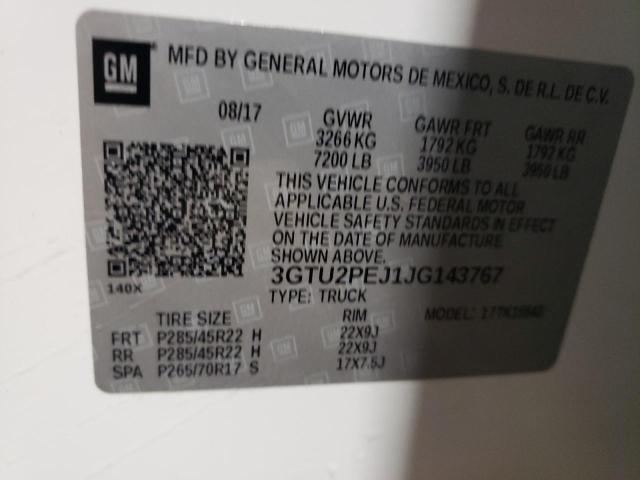 GM
MFD BY GENERAL MOTORS DE MEXICO, S. DE R.L. DE C.V.
08/17
GVWR GAWR FRT GAWR RR
3266 KG 1792 KG 1792 KG
7200 LB 3950 LB 3950 LB
THIS VEHICLE CONFORMS TO ALL
APPLICABLE U.S. FEDERAL MOTOR
VEHICLE SAFETY STANDARDS IN EFFECT
ON THE DATE OF MANUFACTURE
SHOWN ABOVE.
140X
3GTU2PEJ1JG143767
TYPE: TRUCK
MODEL:
TIRE SIZE RIM
FRT P285/45R22 H 22X9J
RR P285/45R22 H 22X9J
SPA P265/70R17 S 17X7.5J